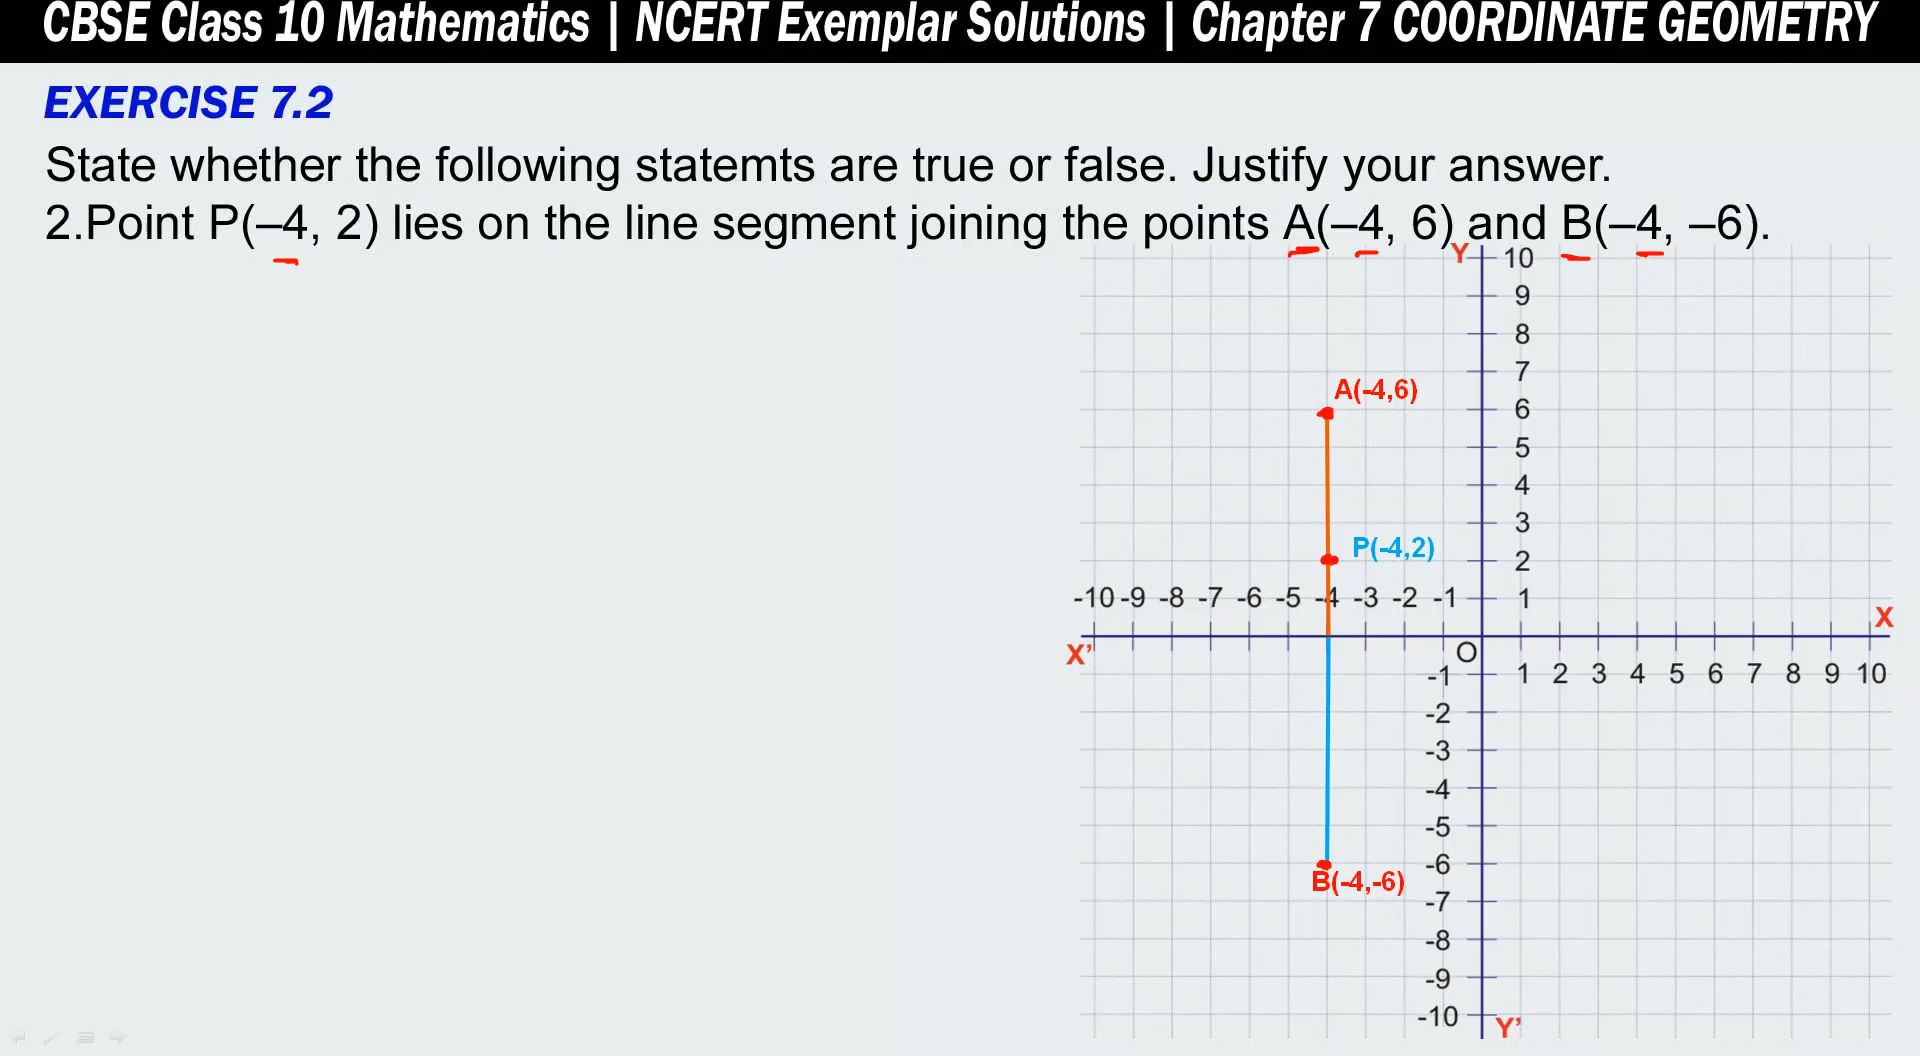 CBSE Class 10 Mathematics | NCERT Exemplar Solutions | Chapter 7 COORDINATE GEOMETRY
EXERCISE 7.2
State whether the following statemts are true or false. Justify your answer.
2.Point P(–4, 2) lies on the line segment joining the points A(–4, 6) and B(–4, –6).
Y 10
9
8
7
A(-4,6)
6
5
4
3
P(-4,2)
2
-10 -9 -8 -7 -6 -5 -4 -3 -2 -1 1
X
X' O
-1 1 2 3 4 5 6 7 8 9 10
-2
-3
-4
-5
-6
B(-4,-6)
-7
-8
-9
-10
Y'